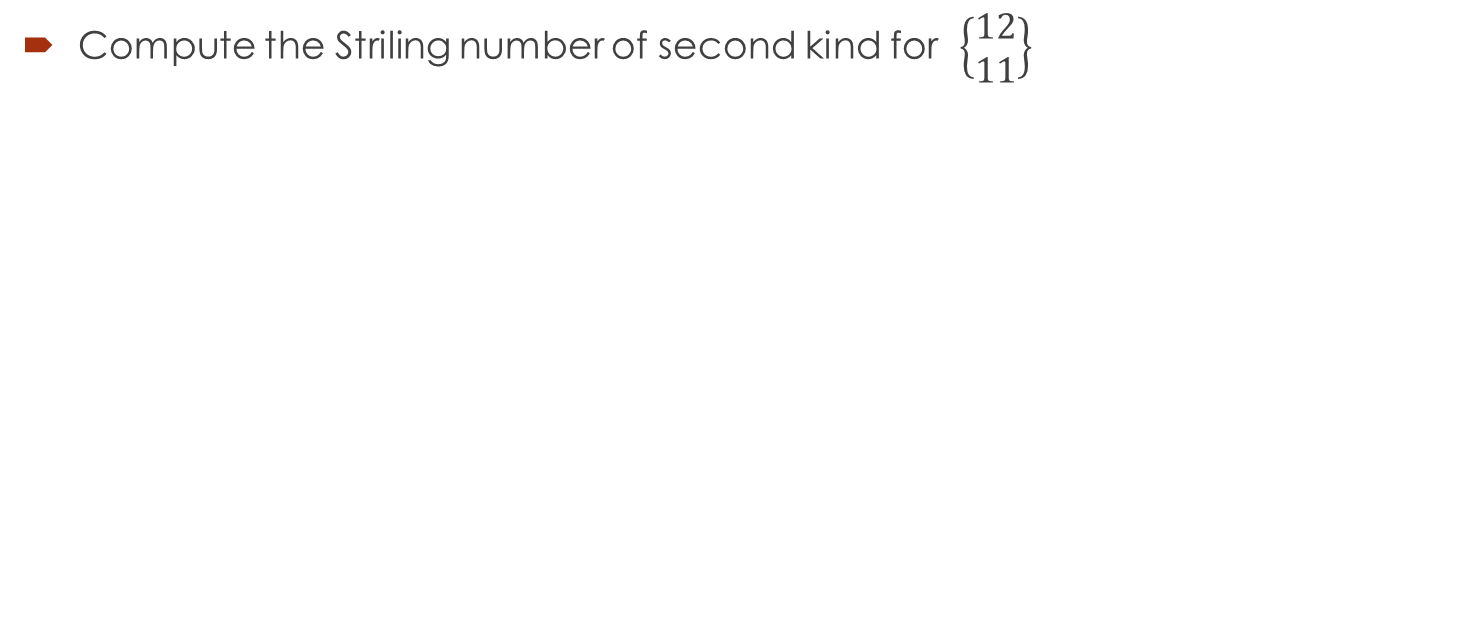 Compute the Striling number of second kind for {12 11}